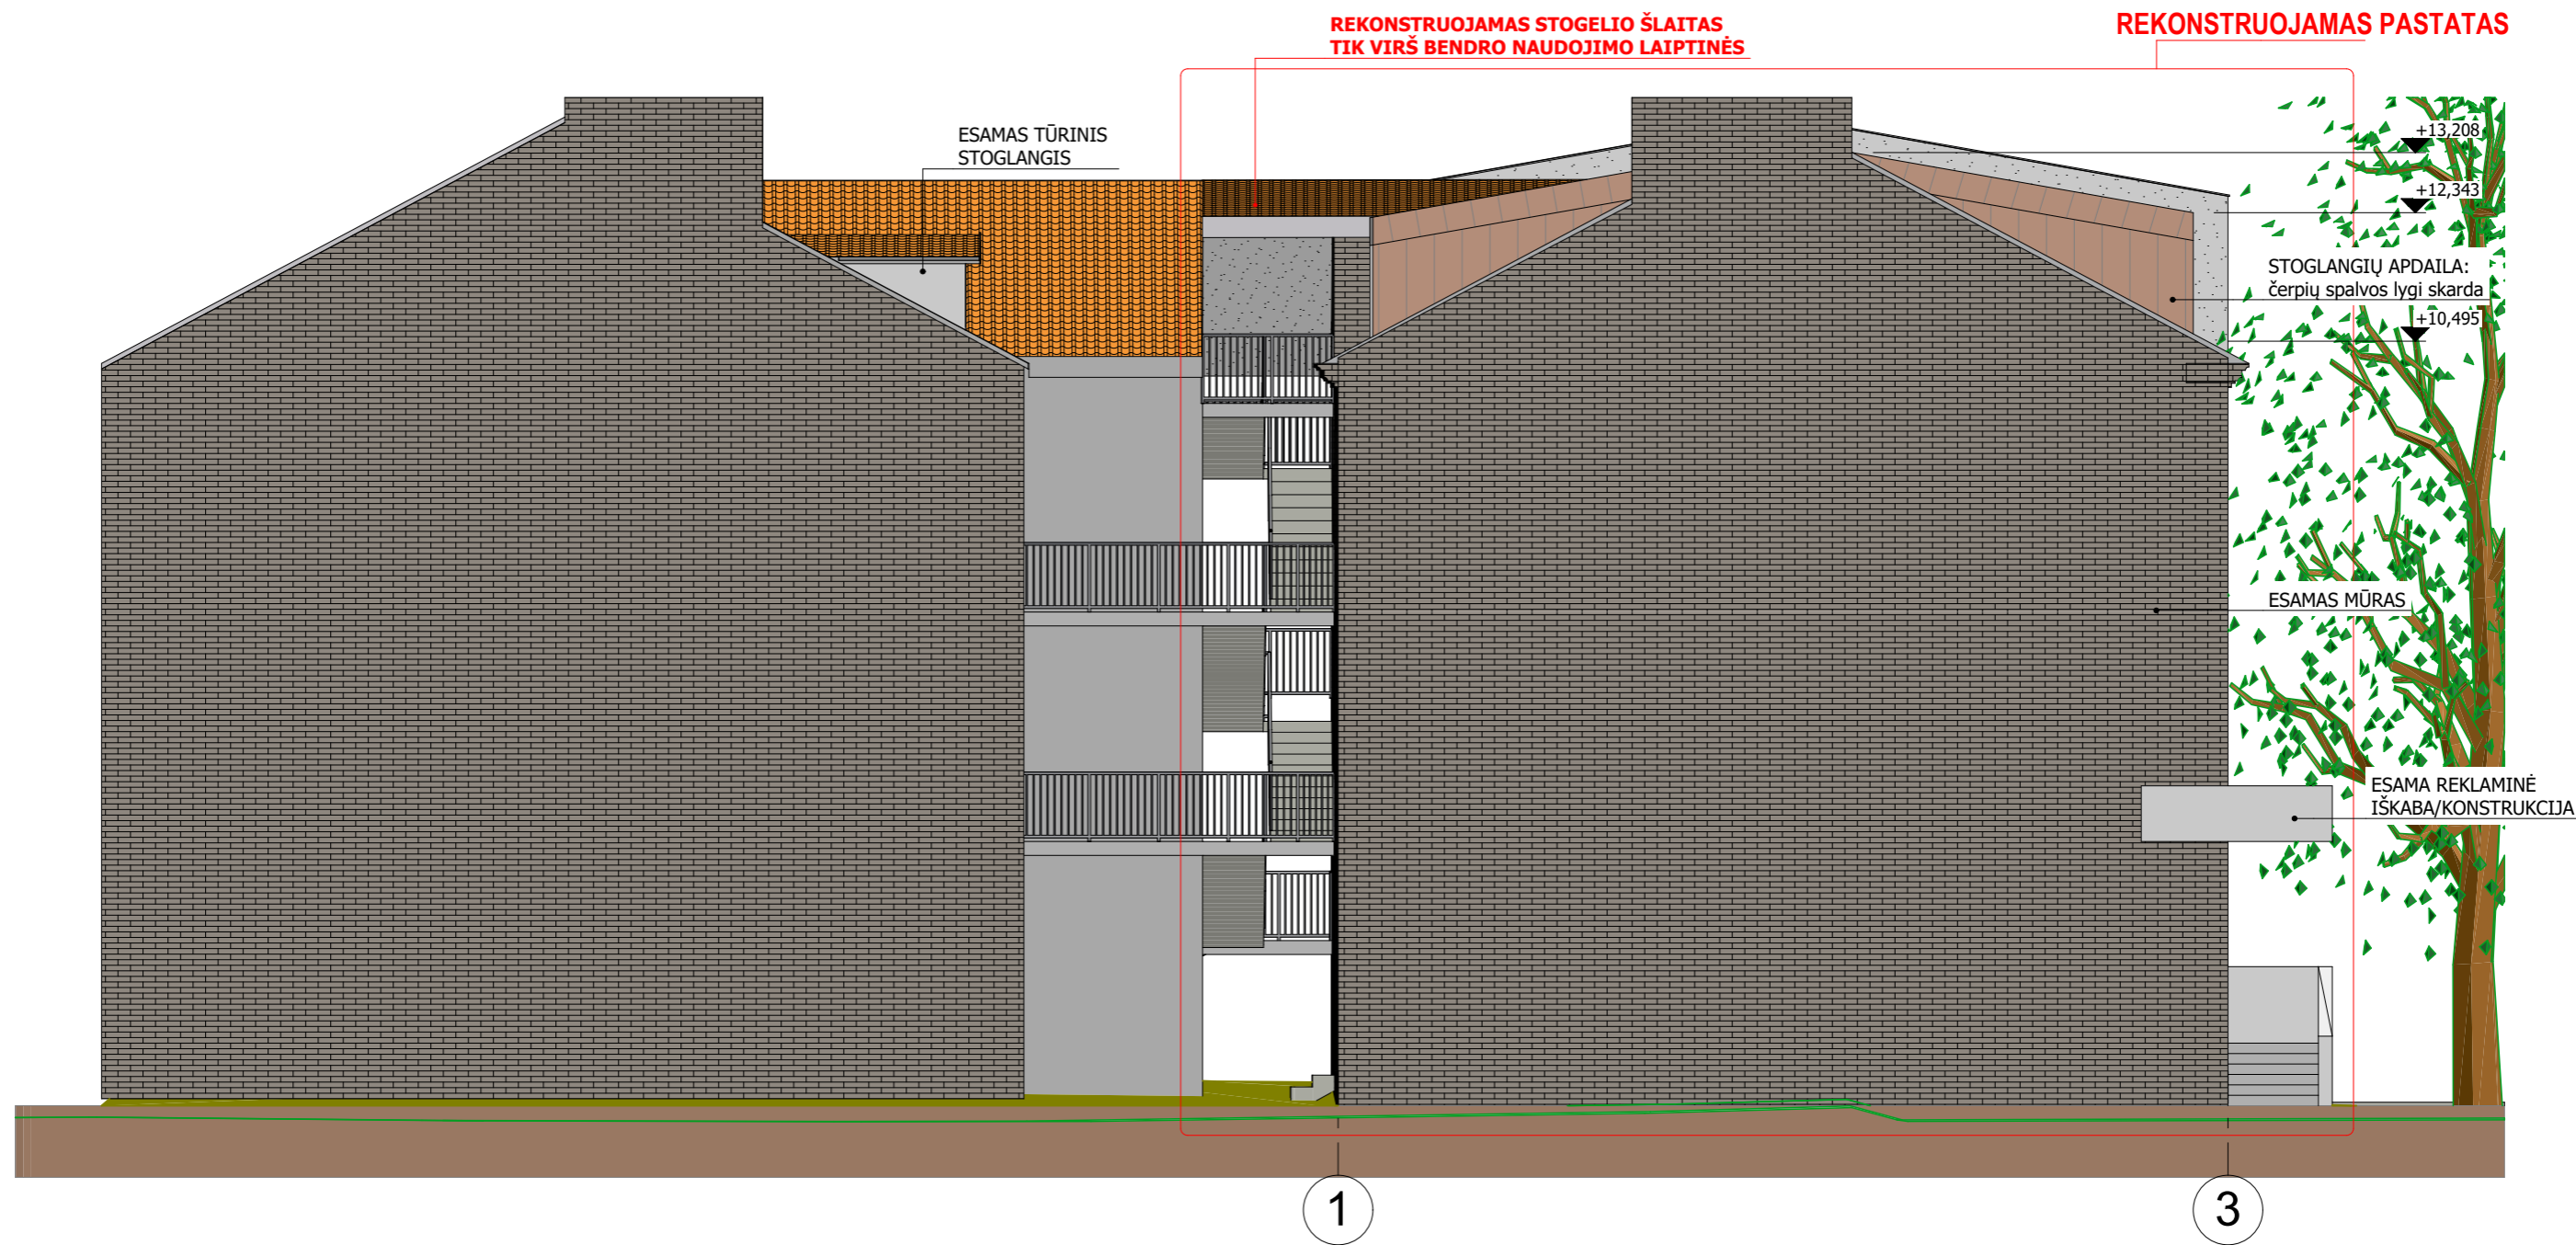 REKONSTRUOJAMAS STOGELIO ŠLAITAS
TIK VIRŠ BENDRO NAUDOJIMO LAIPTINĖS
REKONSTRUOJAMAS PASTATAS
ESAMAS TŪRINIS
STOGLANGIS
+13,208
+12,343
STOGLANGIŲ APDAILA:
čerpių spalvos lygi skarda
+10,495
ESAMAS MŪRAS
ESAMA REKLAMINĖ
IŠKABA/KONSTRUKCIJA
1
3